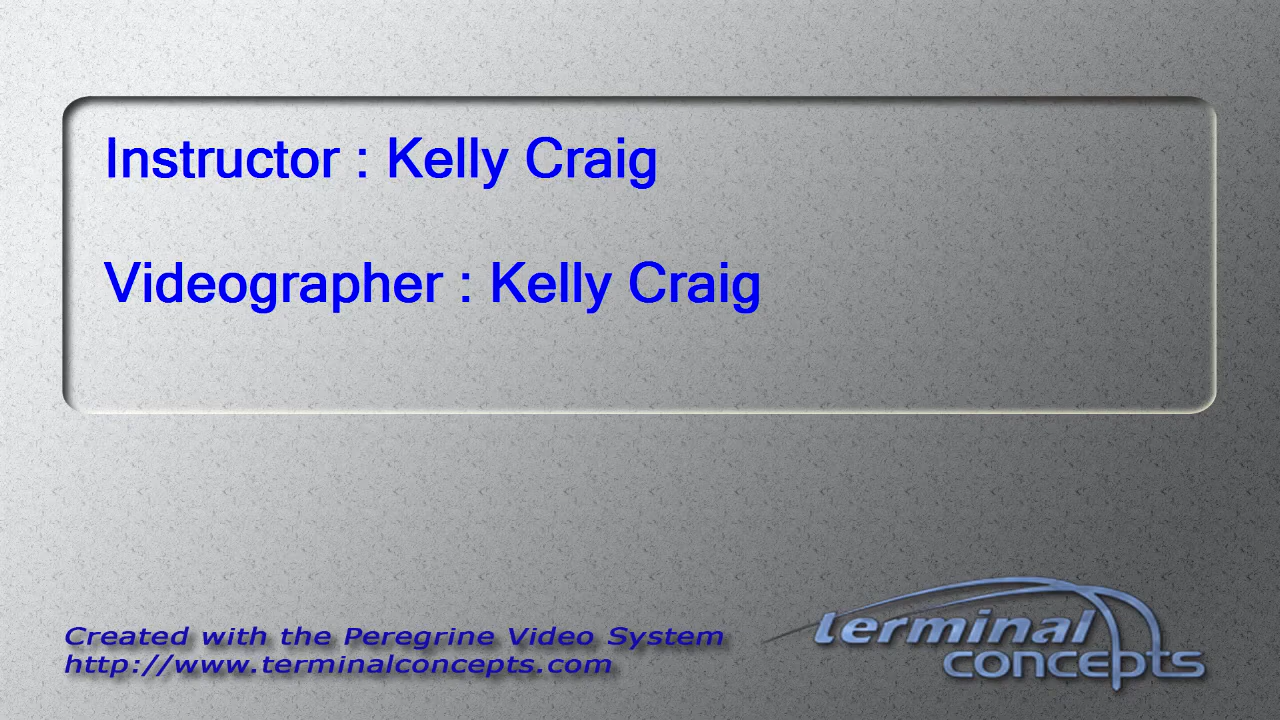 Instructor : Kelly Craig
Videographer : Kelly Craig
Created with the Peregrine Video System
http://www.terminalconcepts.com
terminal
concepts